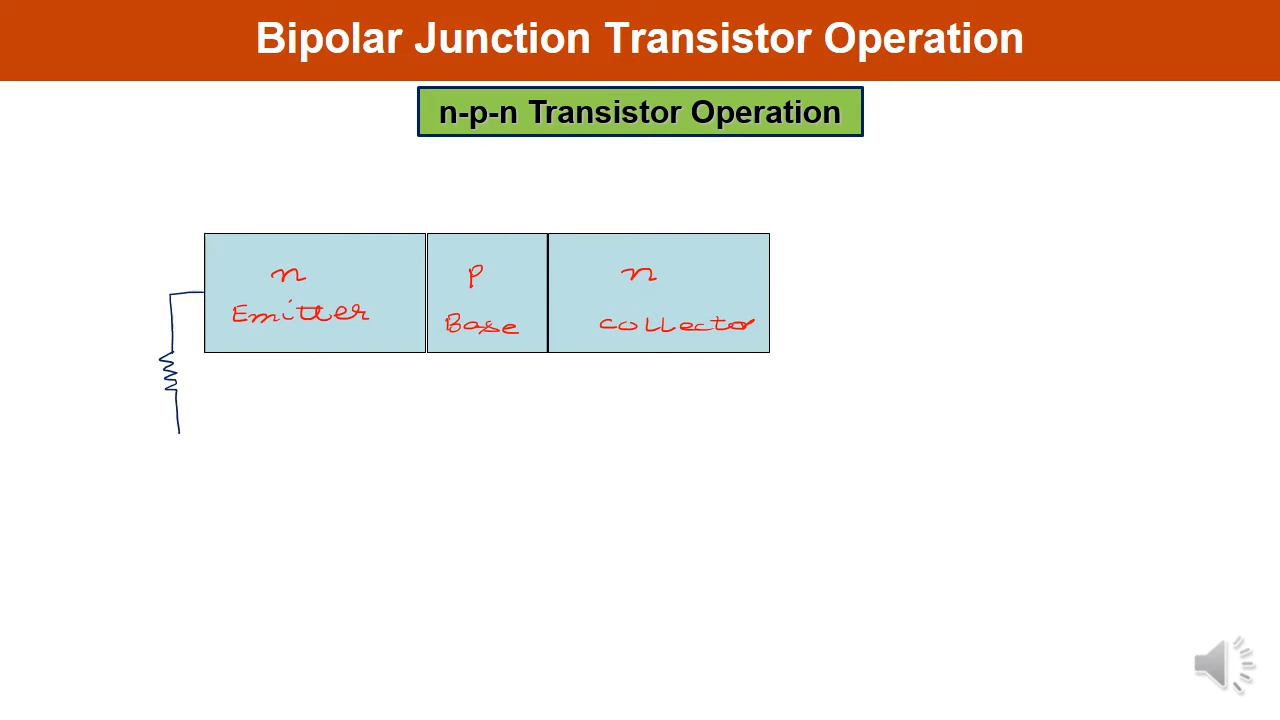 Bipolar Junction Transistor Operation
n-p-n Transistor Operation
n
Emitter
P
Base
n
collector